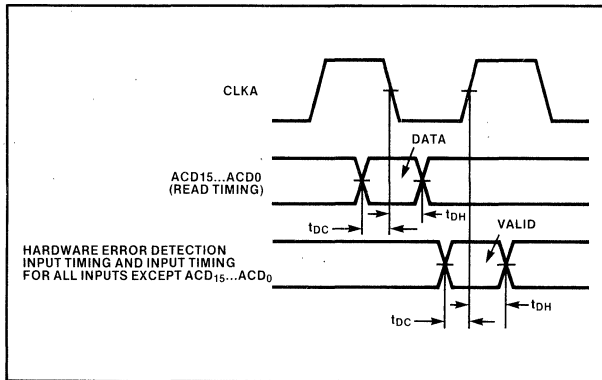 CLKA
DATA
ACD15...ACD0
(READ TIMING)
tDC
tDH
VALID
HARDWARE ERROR DETECTION
INPUT TIMING AND INPUT TIMING
FOR ALL INPUTS EXCEPT ACD15...ACD0
tDC
tDH